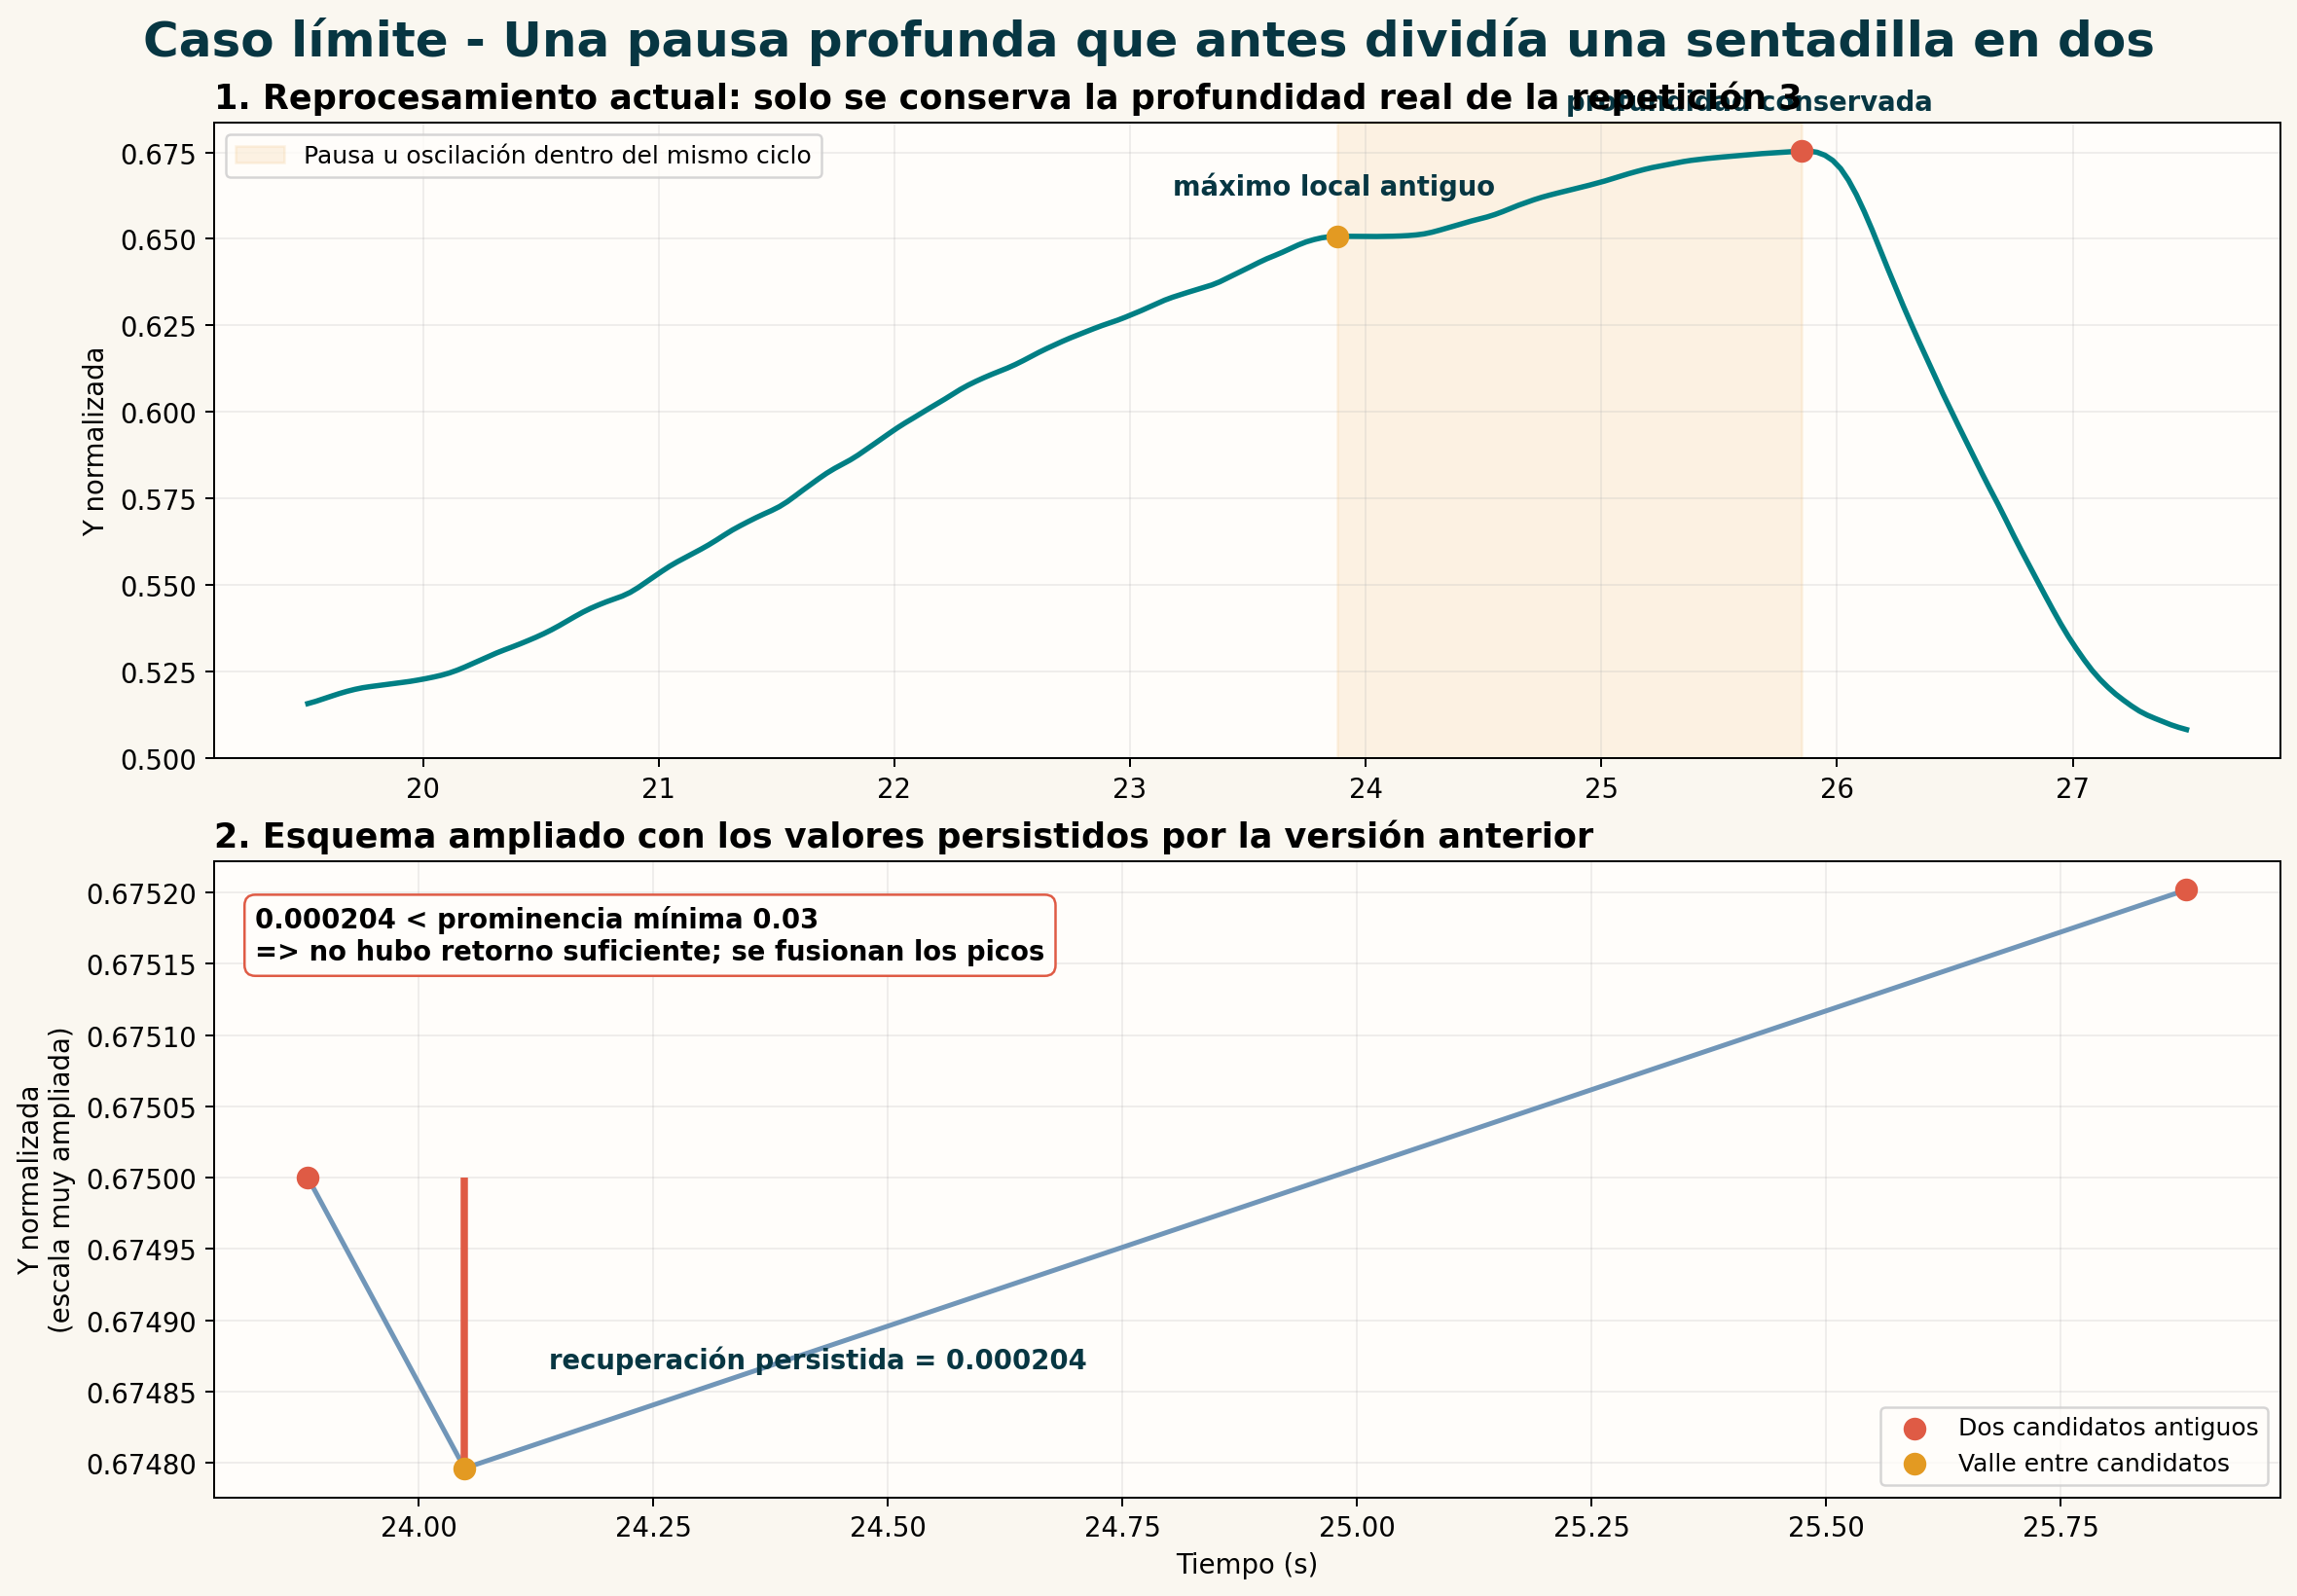 Caso límite - Una pausa profunda que antes dividía una sentadilla en dos
1. Reprocesamiento actual: solo se conserva la profundidad real de la repetición 3
profundidad conservada
Pausa u oscilación dentro del mismo ciclo
máximo local antiguo
Y normalizada
0.675
0.650
0.625
0.600
0.575
0.550
0.525
0.500
20
21
22
23
24
25
26
27
2. Esquema ampliado con los valores persistidos por la versión anterior
0.000204 < prominencia mínima 0.03
=> no hubo retorno suficiente; se fusionan los picos
Y normalizada
(escala muy ampliada)
0.67520
0.67515
0.67510
0.67505
0.67500
0.67495
0.67490
0.67485
0.67480
recuperación persistida = 0.000204
Dos candidatos antiguos
Valle entre candidatos
24.00
24.25
24.50
24.75
25.00
25.25
25.50
25.75
Tiempo (s)